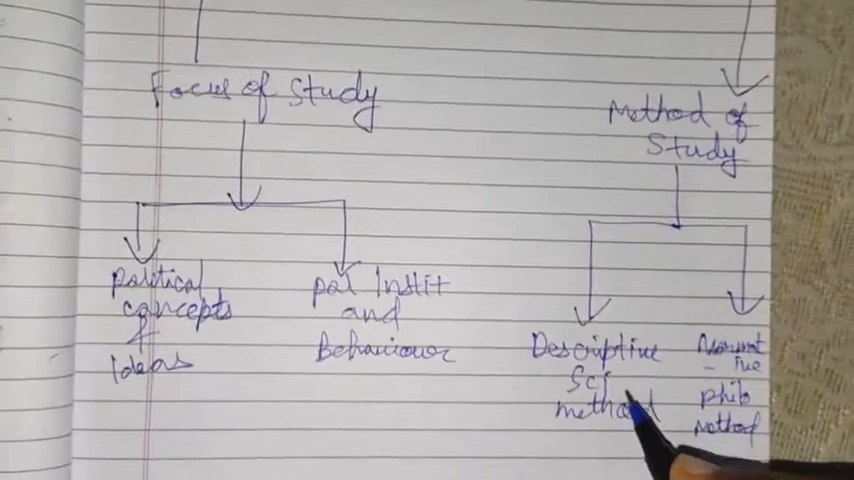 Focus of Study
Method of
Study
political
concepts
&
Ideas
pol Instit
and
Behaviour
Descriptive
Sci
method
Normat
- ive
philo
Method